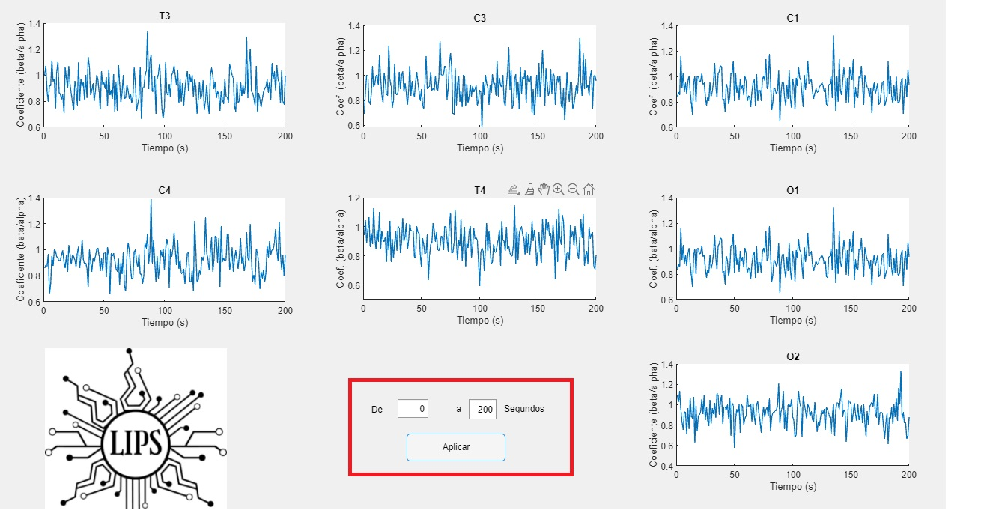 T3
Coeficiente (beta/alpha)
1.4
1.2
1
0.8
0.6
0
50
100
150
200
Tiempo (s)
C3
Coef. (beta/alpha)
1.4
1.2
1
0.8
0.6
0
50
100
150
200
Tiempo (s)
C1
Coef. (beta/alpha)
1.4
1.2
1
0.8
0.6
0
50
100
150
200
Tiempo (s)
C4
Coeficiente (beta/alpha)
1.4
1.2
1
0.8
0.6
0
50
100
150
200
Tiempo (s)
T4
Coef. (beta/alpha)
1.2
1
0.8
0.6
0
50
100
150
200
Tiempo (s)
O1
Coef. (beta/alpha)
1.4
1.2
1
0.8
0.6
0
50
100
150
200
Tiempo (s)
LIPS
De 0 a 200 Segundos
Aplicar
O2
Coeficiente (beta/alpha)
1.4
1.2
1
0.8
0.6
0.4
0
50
100
150
200
Tiempo (s)